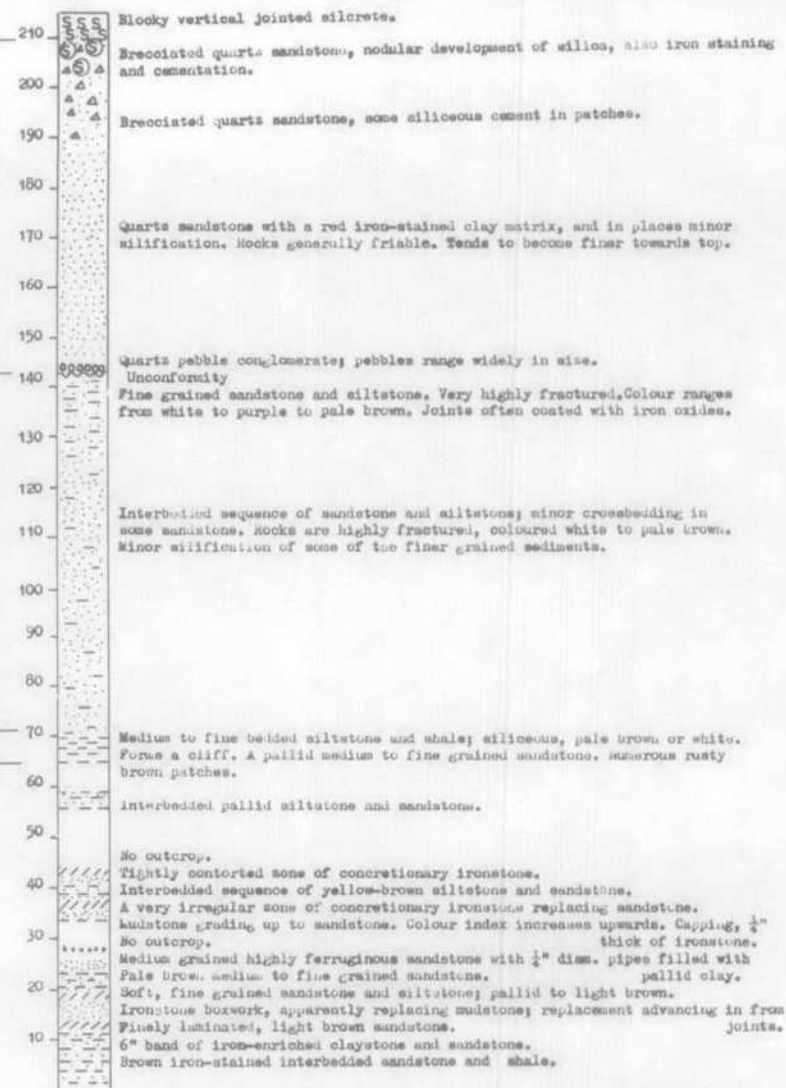 Blocky vertical jointed silcrete.
210
Brecciated quartz sandstone, nodular development of silica, also iron staining
and cementation.
200
Brecciated quartz sandstone, some siliceous cement in patches.
190
180
Quartz sandstone with a red iron-stained clay matrix, and in places minor
170
silification. Rocks generally friable. Tends to become finer towards top.
160
150
Quartz pebble conglomerate; pebbles range widely in size.
140
Unconformity
Fine grained sandstone and siltstone. Very highly fractured. Colour ranges
from white to purple to pale brown. Joints often coated with iron oxides.
130
120
Interbedded sequence of sandstone and siltstone; minor crossbedding in
110
some sandstone. Rocks are highly fractured, coloured white to pale brown.
Minor silification of some of the finer grained sediments.
100
90
80
70
Medium to fine bedded siltstone and shale; siliceous, pale brown or white.
Forms a cliff. A pallid medium to fine grained sandstone. numerous rusty
brown patches.
60
Interbedded pallid siltstone and sandstone.
50
No outcrop.
Tightly contorted zone of concretionary ironstone.
40
Interbedded sequence of yellow-brown siltstone and sandstone.
A very irregular zone of concretionary ironstone replacing sandstone.
Mudstone grading up to sandstone. Colour index increases upwards. Capping, ¼"
30
No outcrop. thick of ironstone.
Medium grained highly ferruginous sandstone with ¼" diam. pipes filled with
Pale brown medium to fine grained sandstone. pallid clay.
20
Soft, fine grained sandstone and siltstone; pallid to light brown.
Ironstone boxwork, apparently replacing mudstone; replacement advancing in from
Finely laminated, light brown sandstone. joints.
10
6" band of iron-enriched claystone and sandstone.
Brown iron-stained interbedded sandstone and shale.
S S S
S S S
S S
S